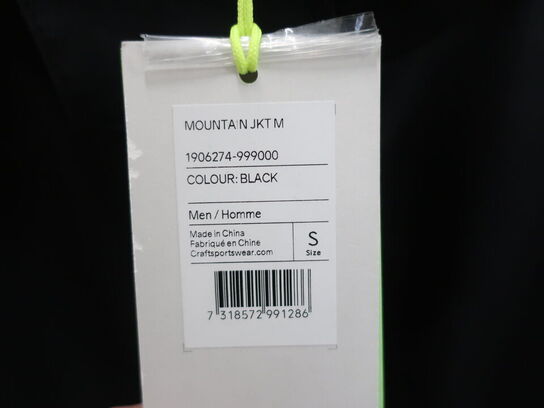 MOUNTAIN JKT M
1906274-999000
COLOUR: BLACK
Men / Homme
Made in China
Fabriqué en Chine
Craftsportswear.com
S
Size
7 318572 991286